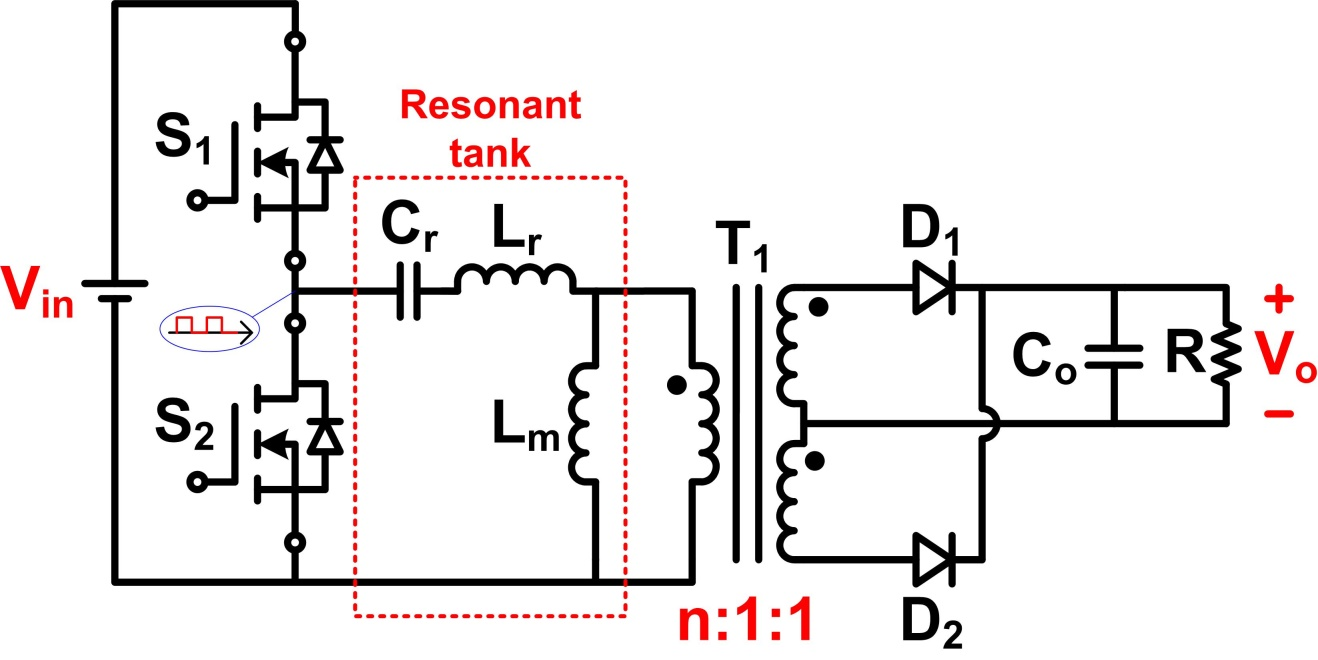 Resonant
tank
S1
Cr
Lr
T1
D1
Vin
+
Co
R
Vo
−
S2
Lm
n:1:1
D2